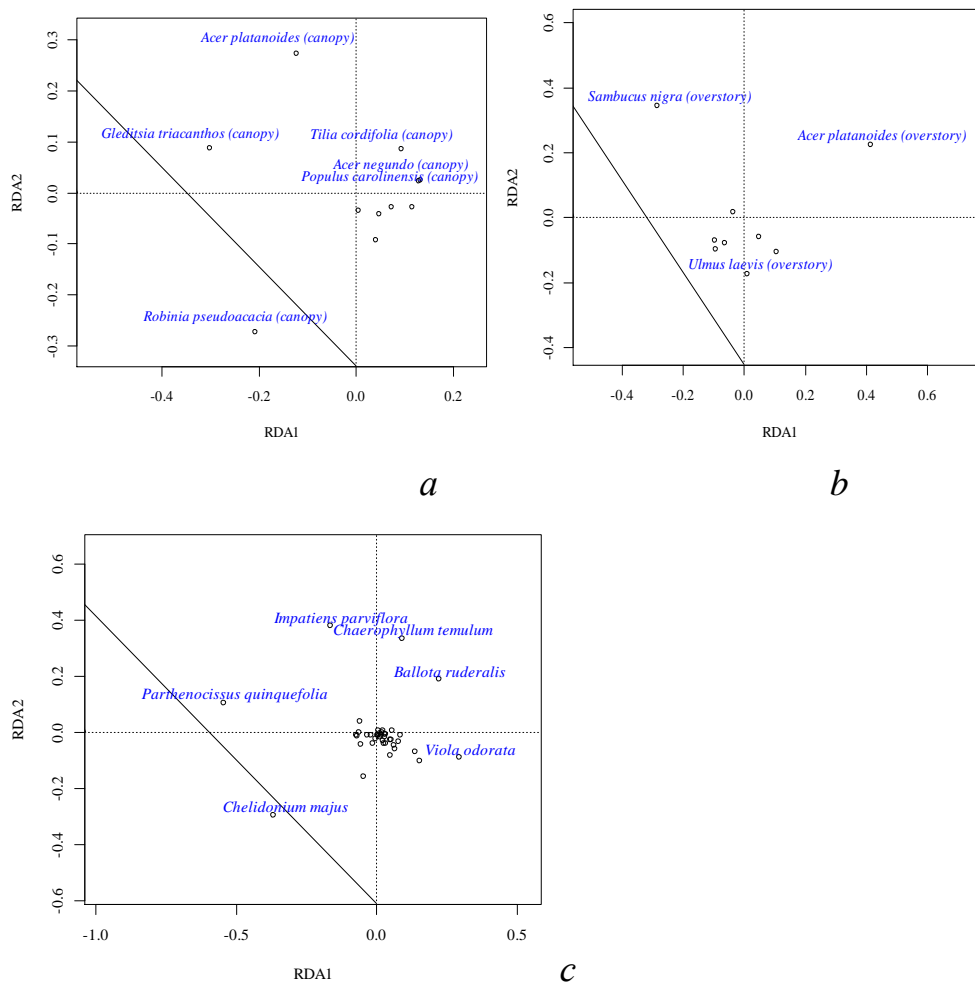 0.3
0.2
0.1
0.0
-0.1
-0.3
RDA2
Acer platanoides (canopy)
Gleditsia triacanthos (canopy)
Tilia cordifolia (canopy)
Acer negundo (canopy)
Populus carolinensis (canopy)
Robinia pseudoacacia (canopy)
-0.4
-0.2
0.0
0.2
RDA1
a
0.6
0.4
0.2
0.0
-0.2
-0.4
RDA2
Sambucus nigra (overstory)
Acer platanoides (overstory)
Ulmus laevis (overstory)
-0.4
-0.2
0.0
0.2
0.4
0.6
RDA1
b
0.6
0.4
0.2
0.0
-0.2
-0.4
-0.6
RDA2
Impatiens parviflora
Chaerophyllum temulum
Ballota ruderalis
Parthenocissus quinquefolia
Viola odorata
Chelidonium majus
-1.0
-0.5
0.0
0.5
RDA1
c